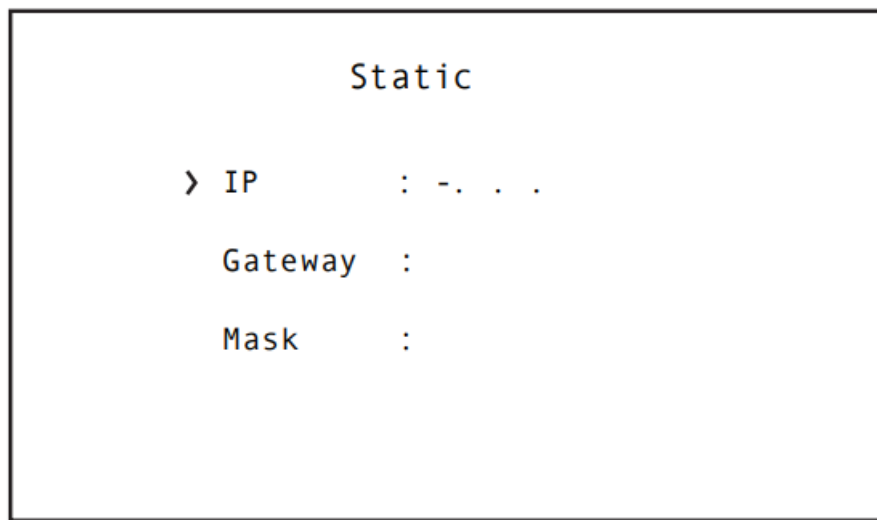 Static
❯ IP : -. . .
Gateway :
Mask :